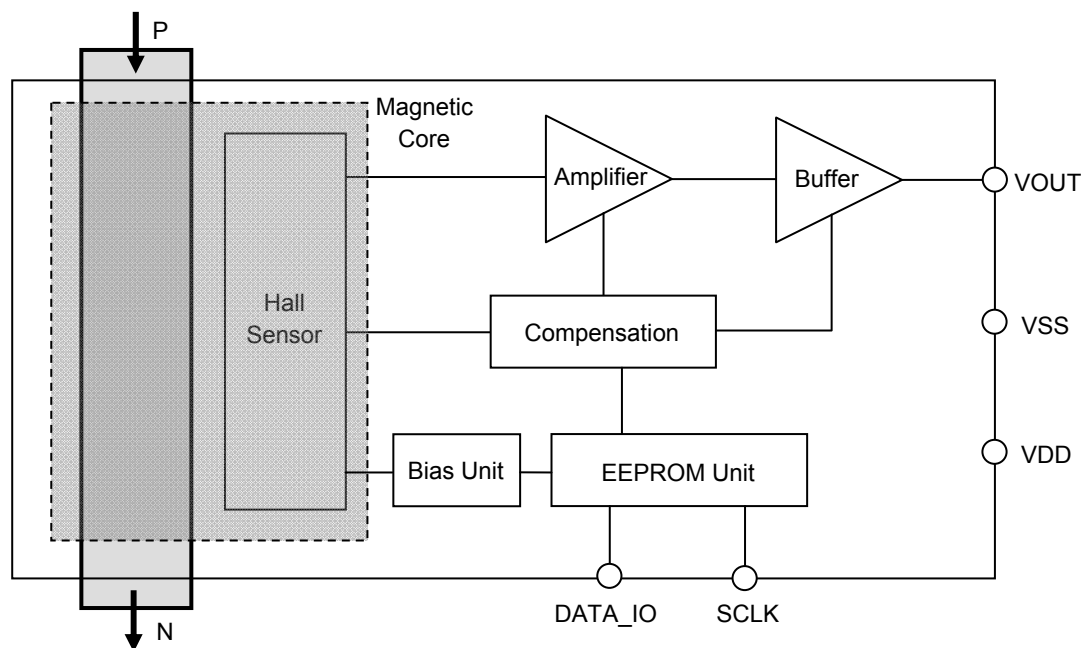 P
Magnetic
Core
Amplifier
Buffer
VOUT
Hall
Sensor
Compensation
VSS
Bias Unit
EEPROM Unit
VDD
DATA_IO
SCLK
N